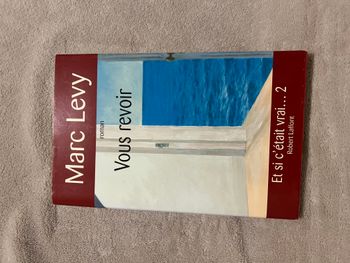 Marc Levy
roman
Vous revoir
Et si c'était vrai... 2
Robert Laffont